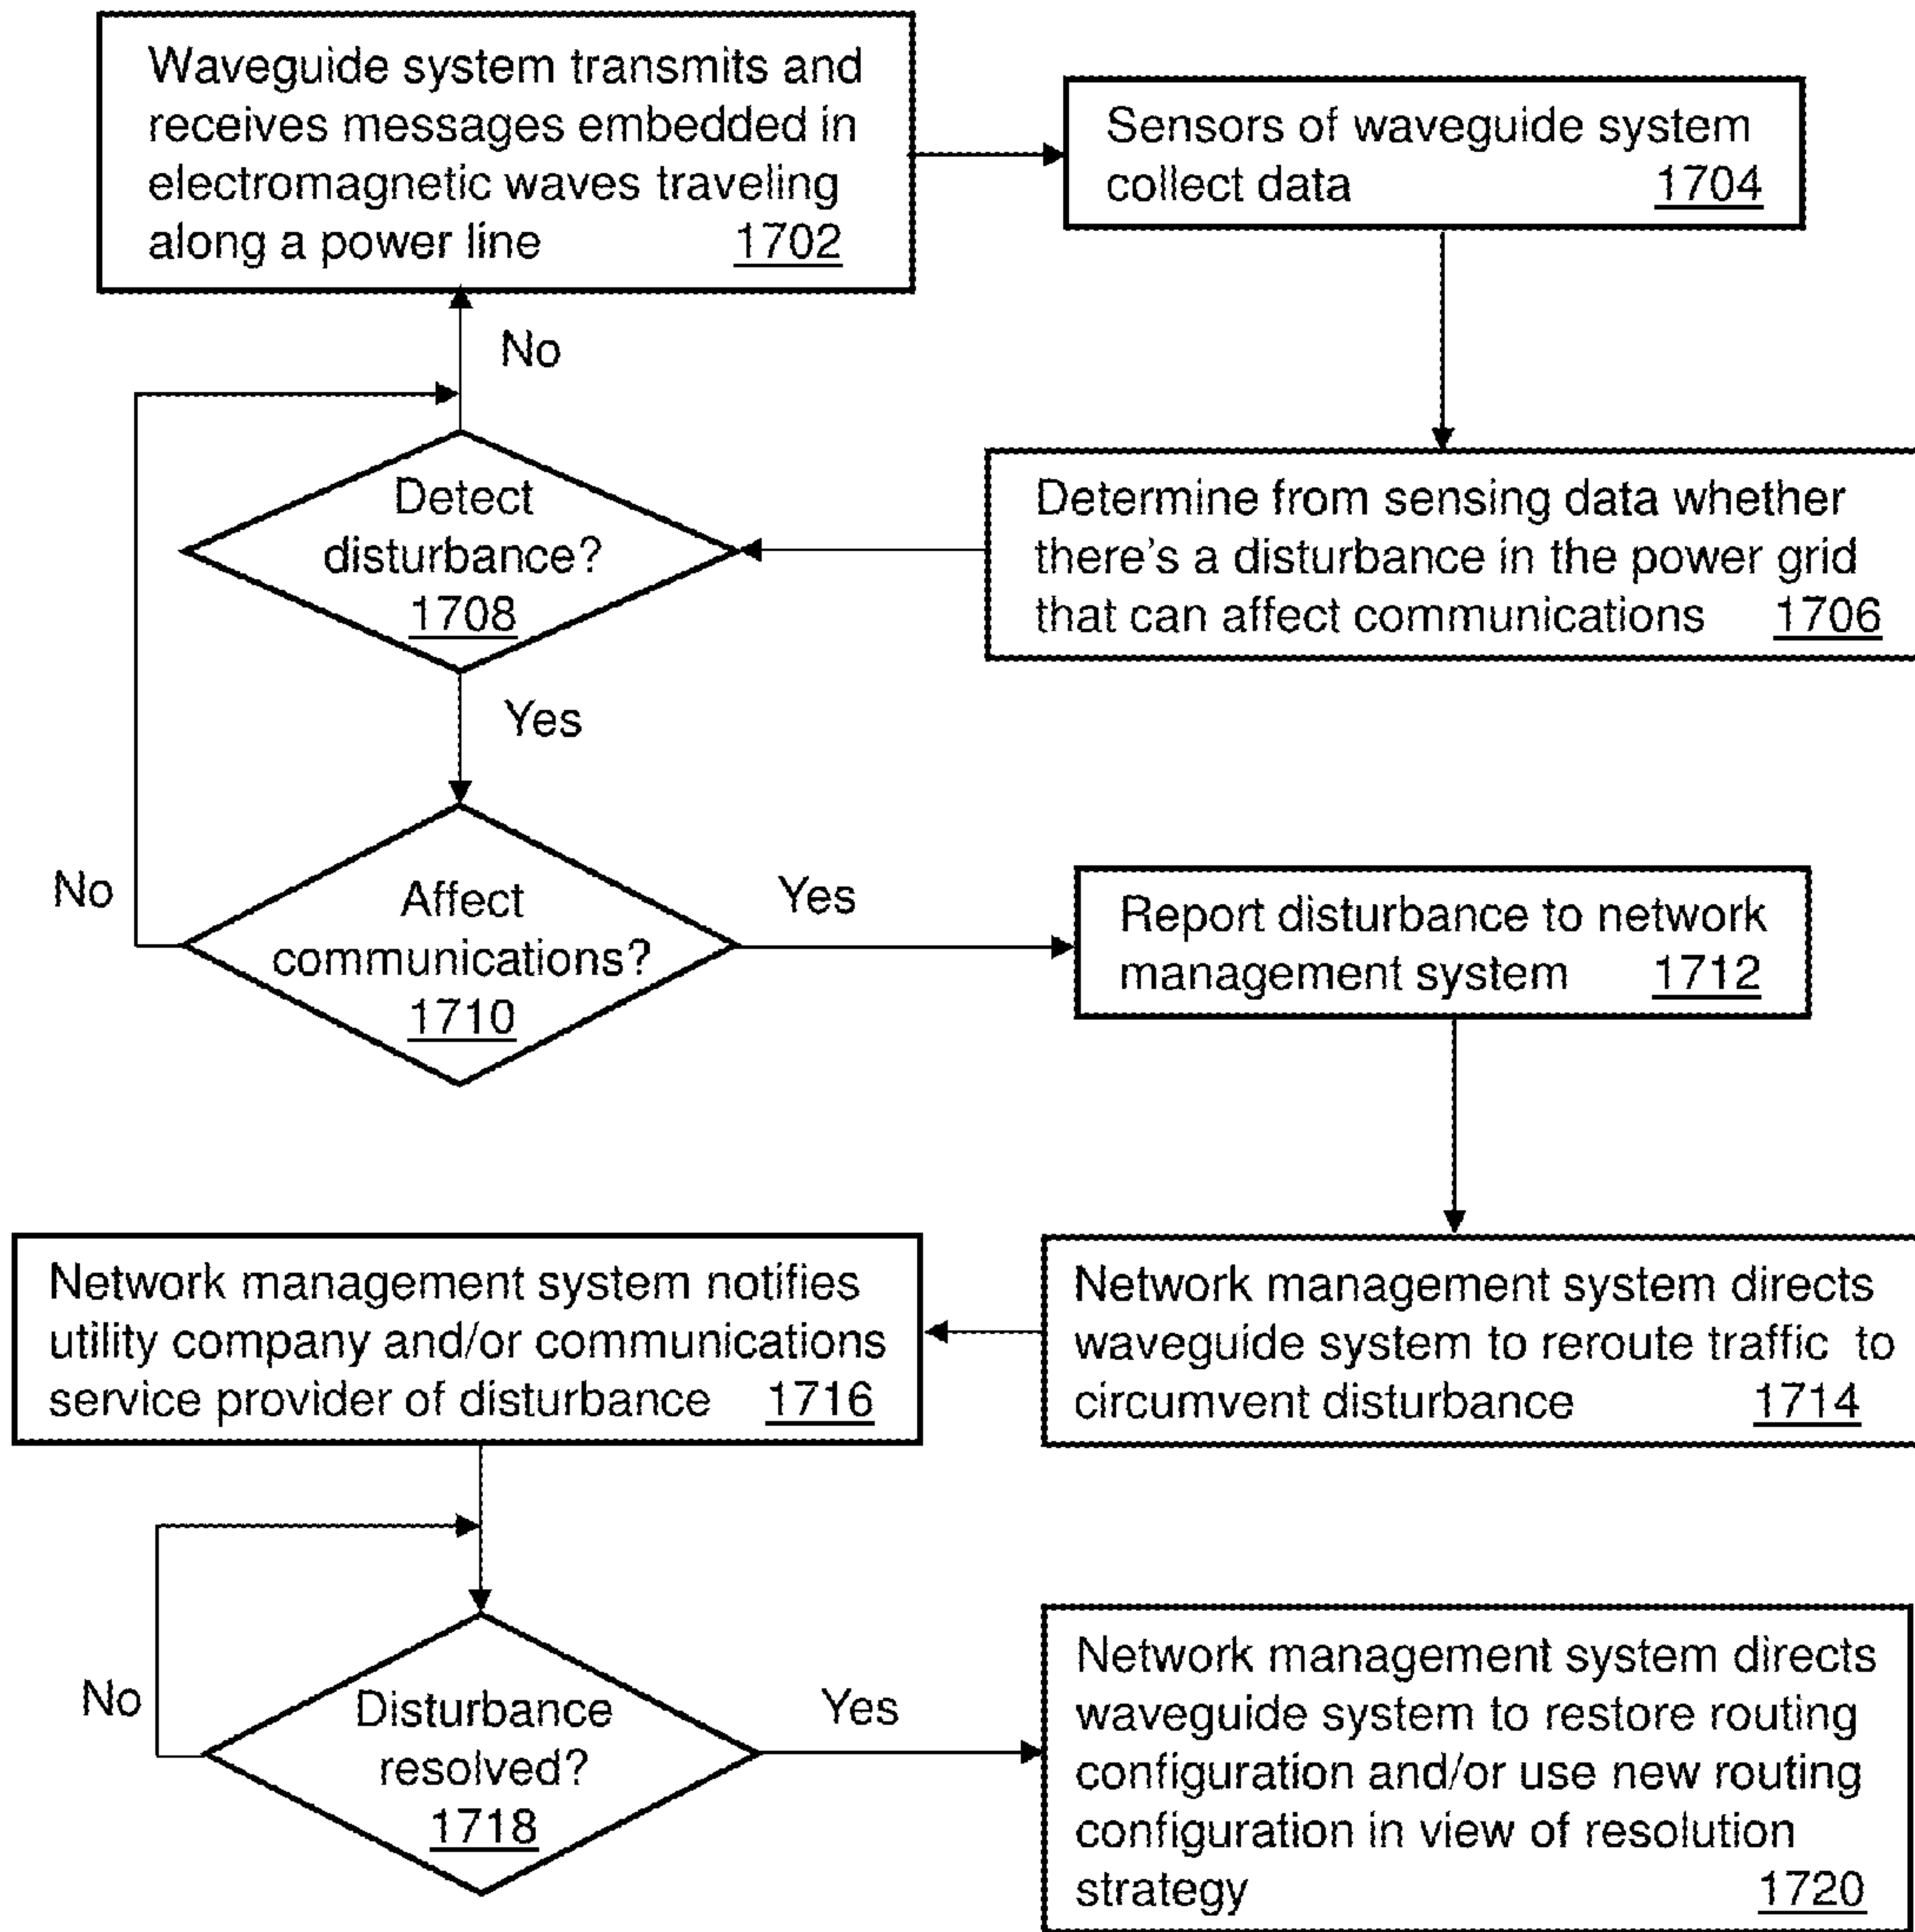 Waveguide system transmits and
receives messages embedded in
electromagnetic waves traveling
along a power line 1702
Sensors of waveguide system
collect data 1704
No
Detect
disturbance?
1708
Determine from sensing data whether
there's a disturbance in the power grid
that can affect communications 1706
Yes
No
Affect
communications?
1710
Yes
Report disturbance to network
management system 1712
Network management system directs
waveguide system to reroute traffic to
circumvent disturbance 1714
Network management system notifies
utility company and/or communications
service provider of disturbance 1716
No
Disturbance
resolved?
1718
Yes
Network management system directs
waveguide system to restore routing
configuration and/or use new routing
configuration in view of resolution
strategy 1720